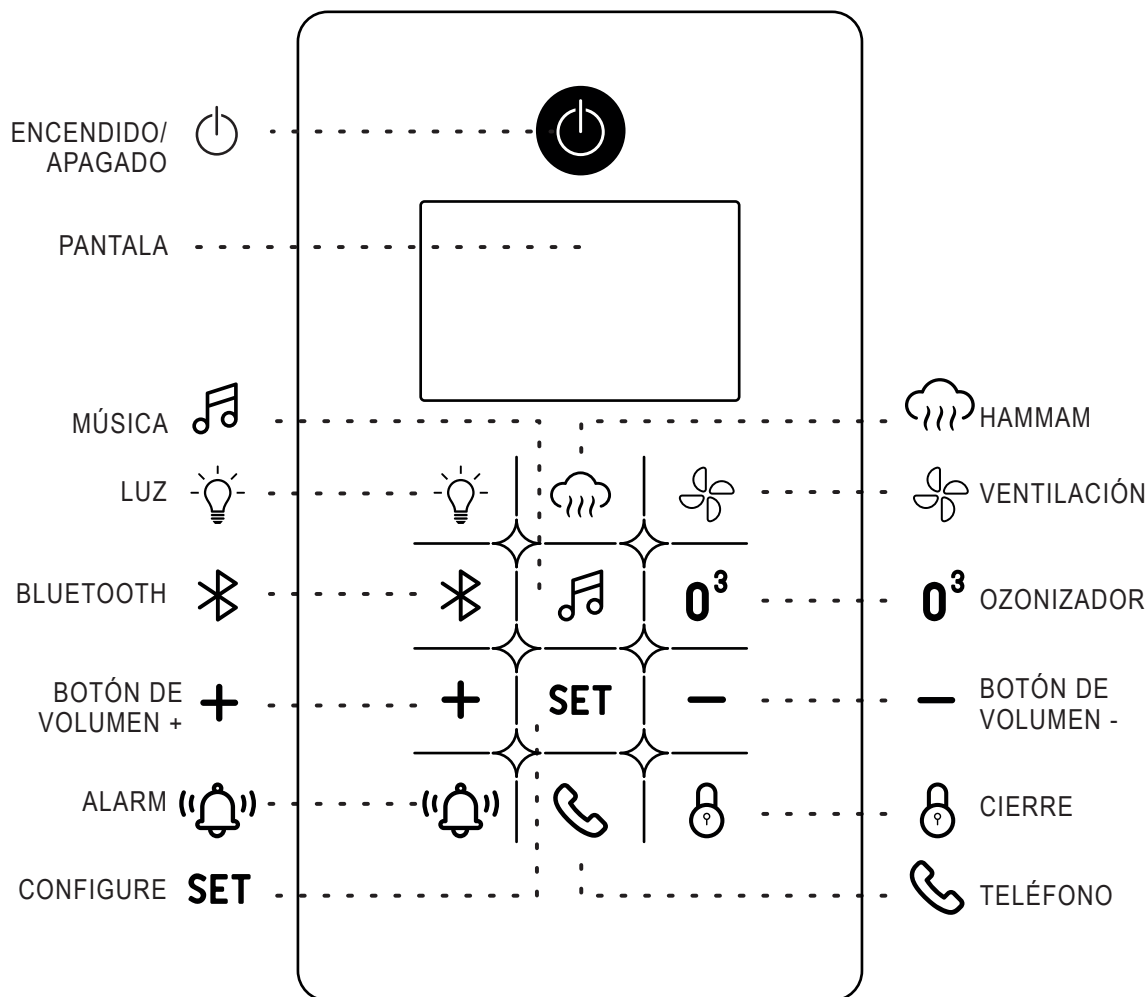 ENCENDIDO/
APAGADO
PANTALA
MÚSICA
HAMMAM
LUZ
VENTILACIÓN
BLUETOOTH
0³
0³ OZONIZADOR
BOTÓN DE
VOLUMEN +
SET
BOTÓN DE
VOLUMEN -
ALARM
CIERRE
CONFIGURE SET
TELÉFONO